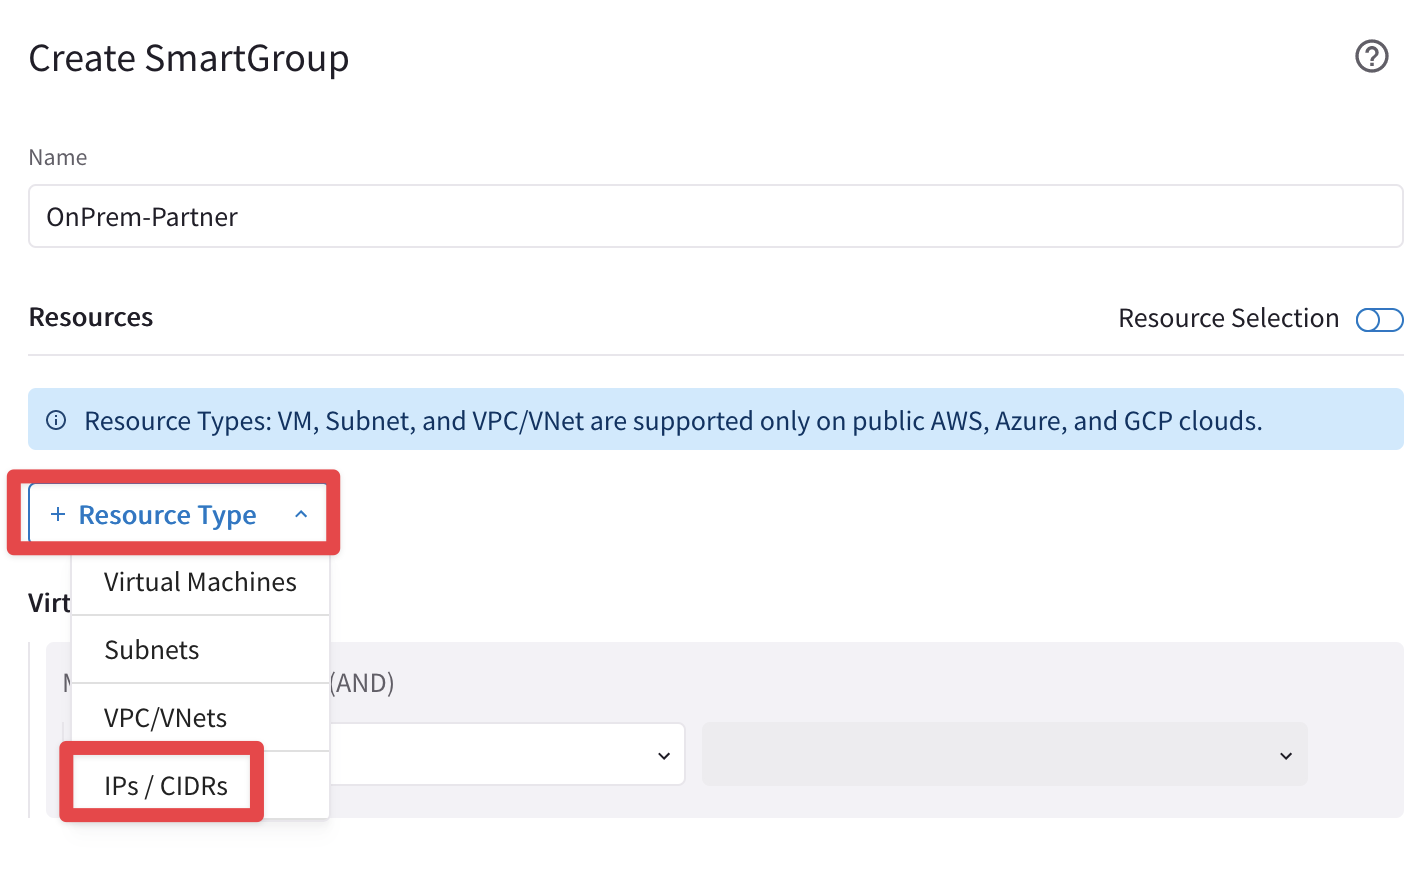 Create SmartGroup
Name
OnPrem-Partner
Resources
Resource Selection
Resource Types: VM, Subnet, and VPC/VNet are supported only on public AWS, Azure, and GCP clouds.
+ Resource Type
Virtual Machines
Subnets
(AND)
VPC/VNets
IPs / CIDRs